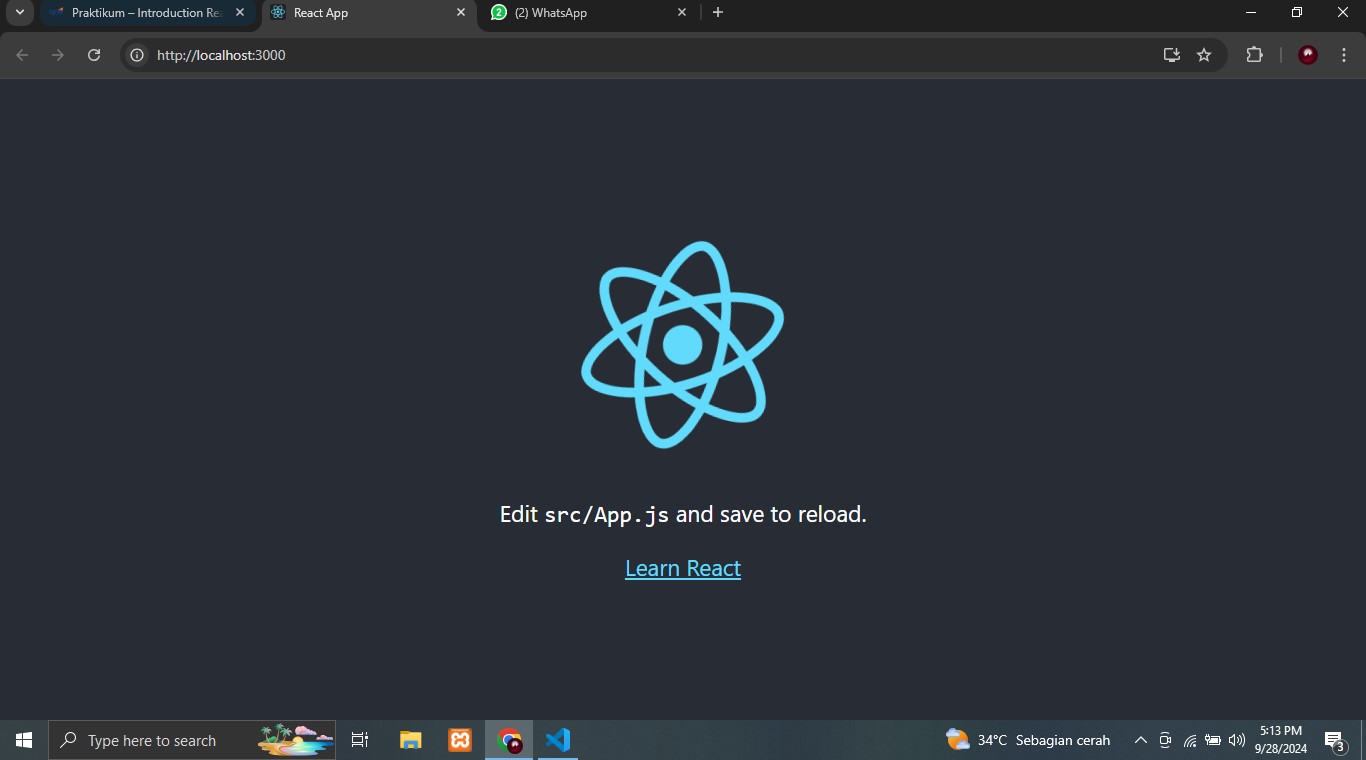 Praktikum – Introduction Re
React App
(2) WhatsApp
http://localhost:3000
Edit src/App.js and save to reload.
Learn React
Type here to search
34°C Sebagian cerah
5:13 PM
9/28/2024
3